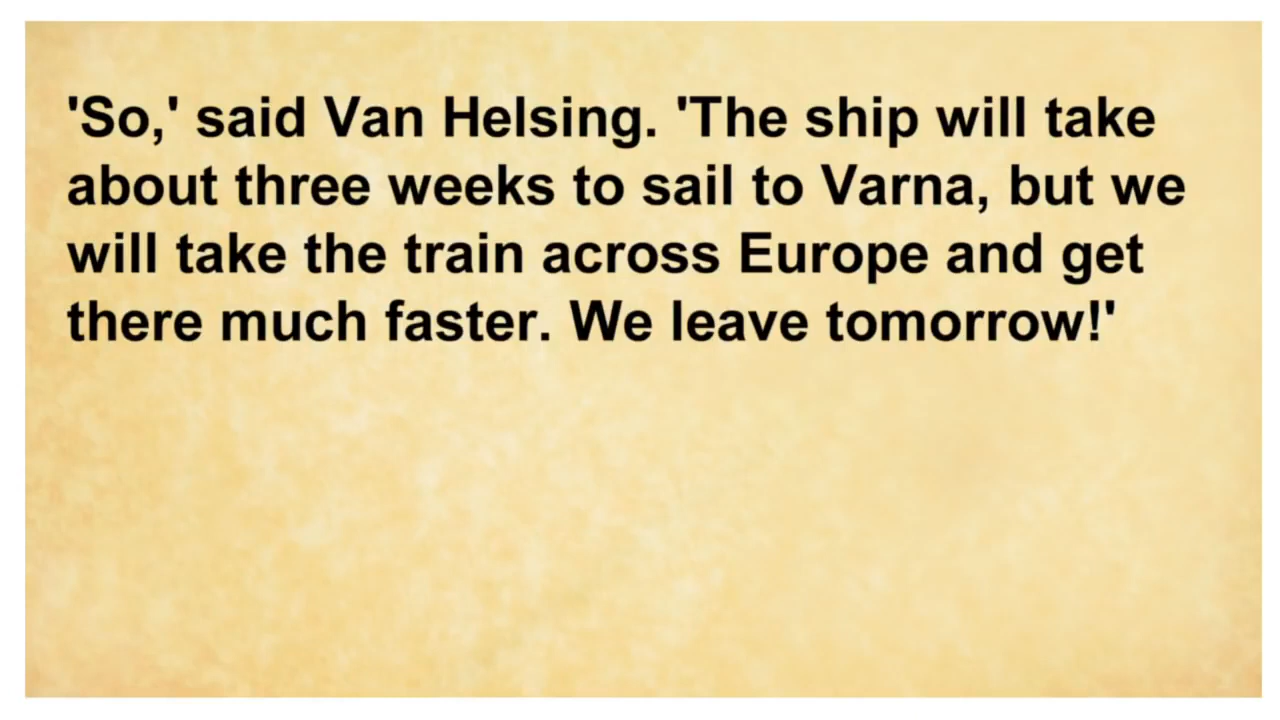 'So,' said Van Helsing. 'The ship will take
about three weeks to sail to Varna, but we
will take the train across Europe and get
there much faster. We leave tomorrow!'